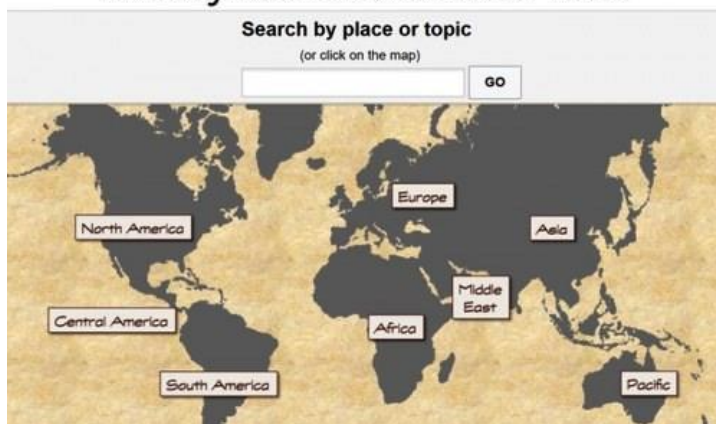 Search by place or topic
(or click on the map)
GO
Europe
North America
Asia
Middle
East
Central America
Africa
South America
Pacific